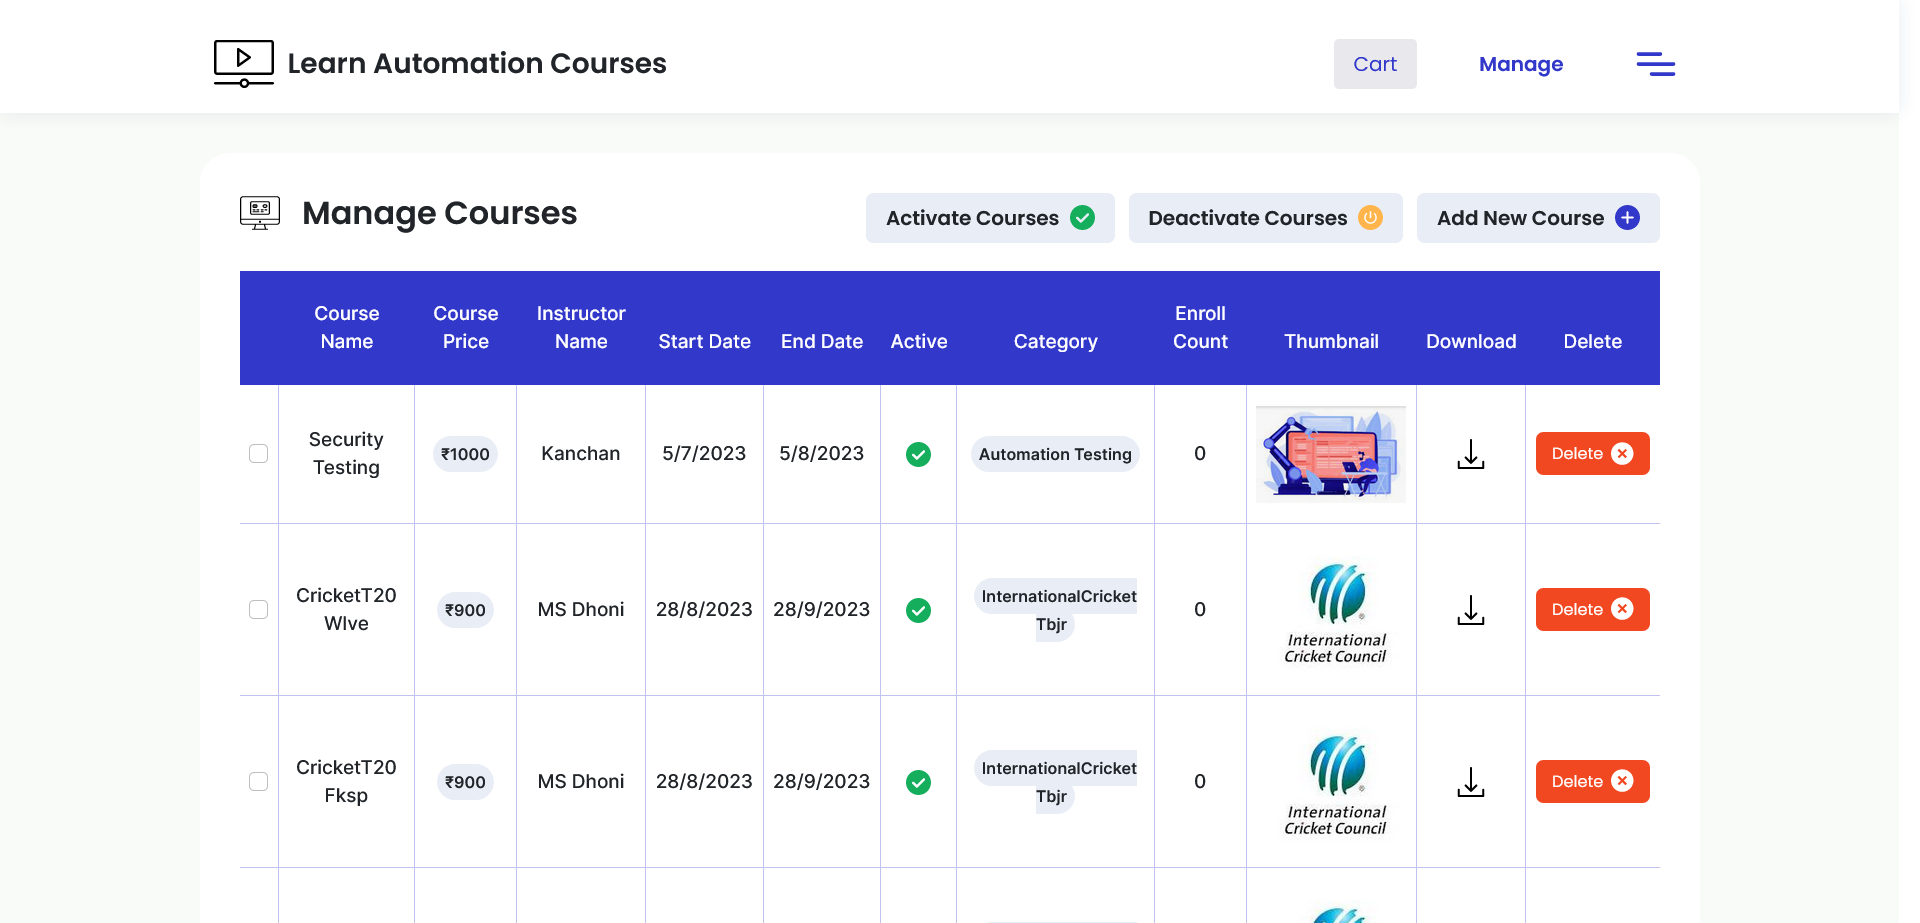 Learn Automation Courses
Cart
Manage
Manage Courses
Activate Courses
Deactivate Courses
Add New Course
Course Name
Course Price
Instructor Name
Start Date
End Date
Active
Category
Enroll Count
Thumbnail
Download
Delete
Security Testing
₹1000
Kanchan
5/7/2023
5/8/2023
Automation Testing
0
Delete
CricketT20 Wlve
₹900
MS Dhoni
28/8/2023
28/9/2023
InternationalCricket Tbjr
0
International
Cricket Council
Delete
CricketT20 Fksp
₹900
MS Dhoni
28/8/2023
28/9/2023
InternationalCricket Tbjr
0
International
Cricket Council
Delete